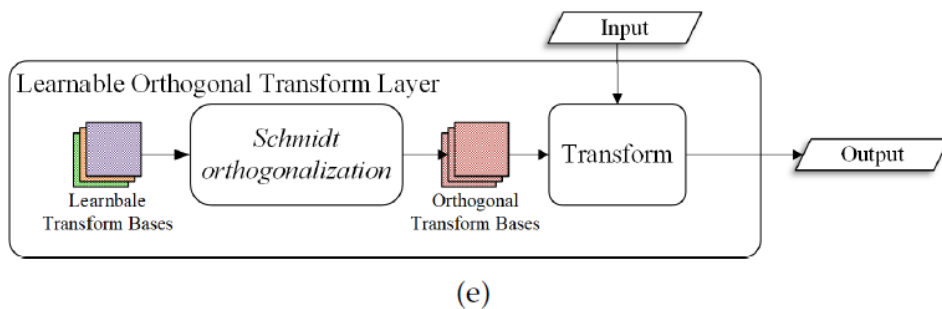 Input
Learnable Orthogonal Transform Layer
Schmidt
orthogonalization
Transform
Output
Learnbale
Transform Bases
Orthogonal
Transform Bases
(e)